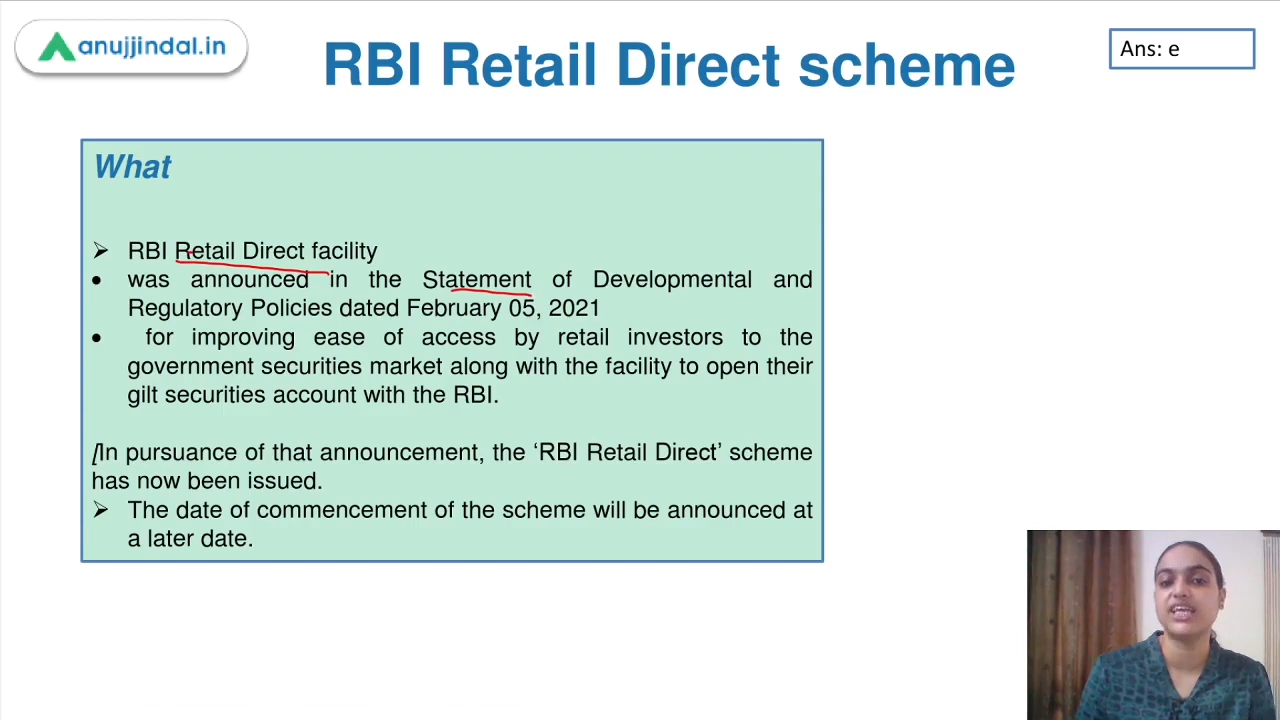 anujjindal.in
RBI Retail Direct scheme
Ans: e
What
➢ RBI Retail Direct facility
• was announced in the Statement of Developmental and
Regulatory Policies dated February 05, 2021
• for improving ease of access by retail investors to the
government securities market along with the facility to open their
gilt securities account with the RBI.
[In pursuance of that announcement, the ‘RBI Retail Direct’ scheme
has now been issued.
➢ The date of commencement of the scheme will be announced at
a later date.